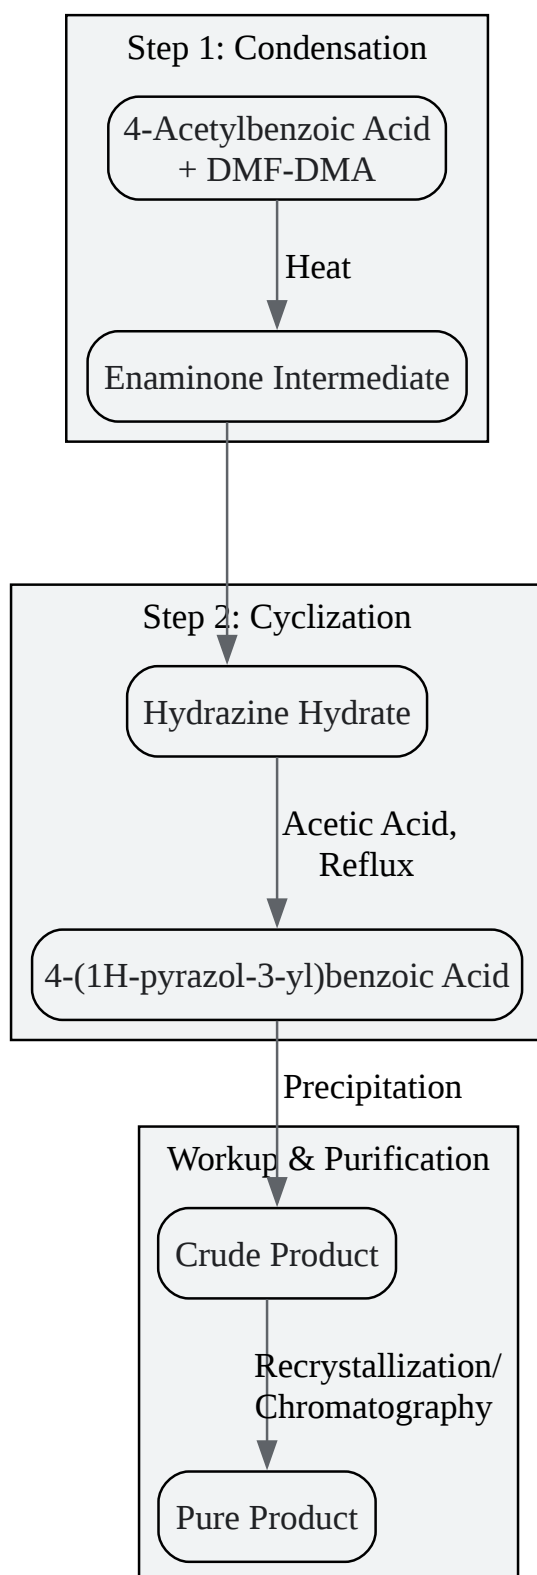 Step 1: Condensation
4-Acetylbenzoic Acid
+ DMF-DMA
Heat
Enaminone Intermediate
Step 2: Cyclization
Hydrazine Hydrate
Acetic Acid,
Reflux
4-(1H-pyrazol-3-yl)benzoic Acid
Precipitation
Workup & Purification
Crude Product
Recrystallization/
Chromatography
Pure Product